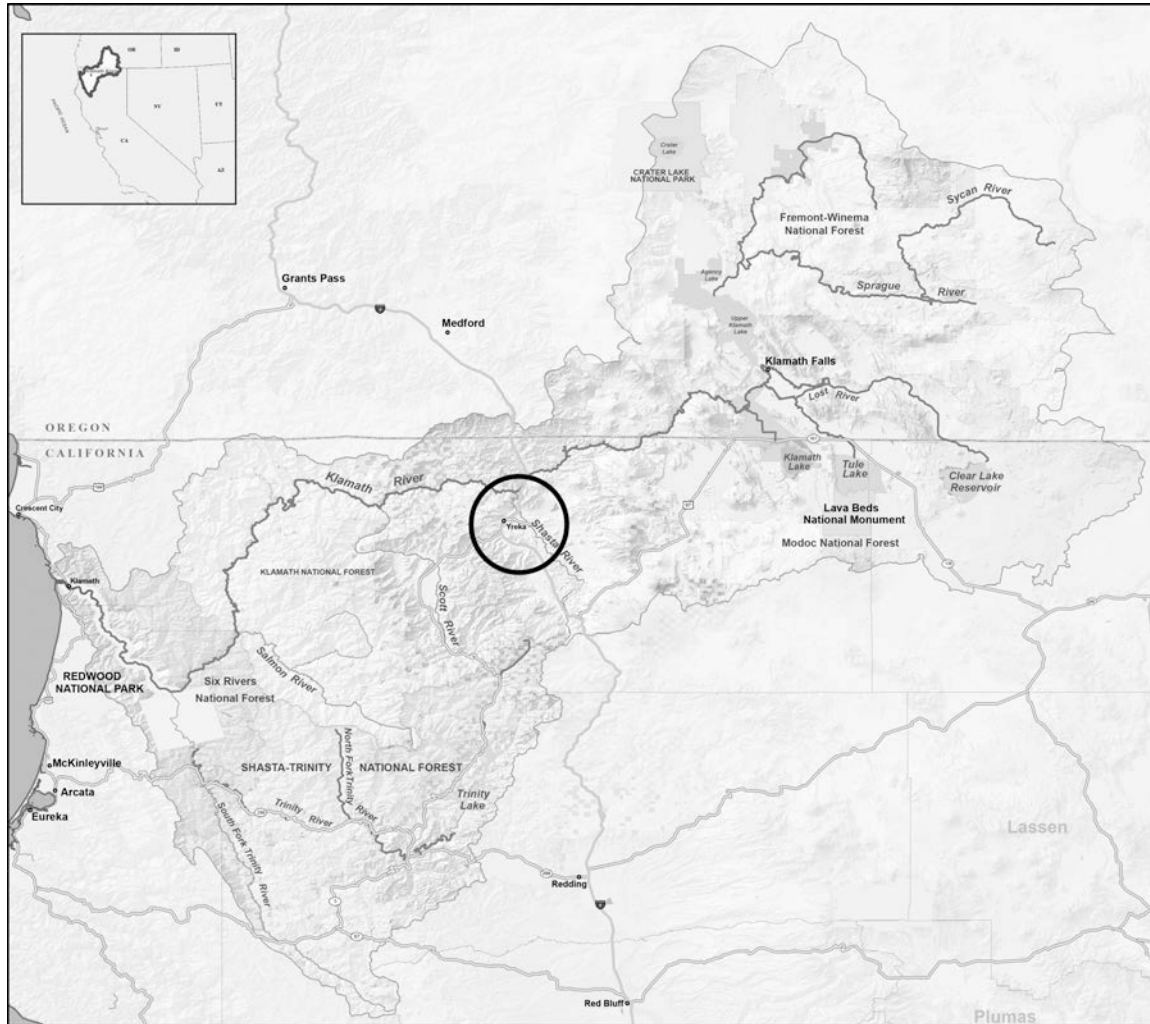 OR
ID
NV
UT
CA
AZ
PACIFIC OCEAN
Crater
Lake
CRATER LAKE
NATIONAL PARK
Sycan River
Fremont-Winema
National Forest
Agency
Lake
Sprague River
Grants Pass
Medford
Upper
Klamath
Lake
Klamath Falls
Lost River
OREGON
CALIFORNIA
Klamath River
Klamath
Lake
Tule
Lake
Clear Lake
Reservoir
Crescent City
Yreka
Shasta River
Lava Beds
National Monument
Modoc National Forest
KLAMATH NATIONAL FOREST
Klamath
Scott River
Salmon River
REDWOOD
NATIONAL PARK
Six Rivers
National Forest
McKinleyville
SHASTA-TRINITY NATIONAL FOREST
North Fork Trinity River
Arcata
Trinity
Lake
Eureka
Trinity River
South Fork Trinity River
Lassen
Redding
Red Bluff
Plumas